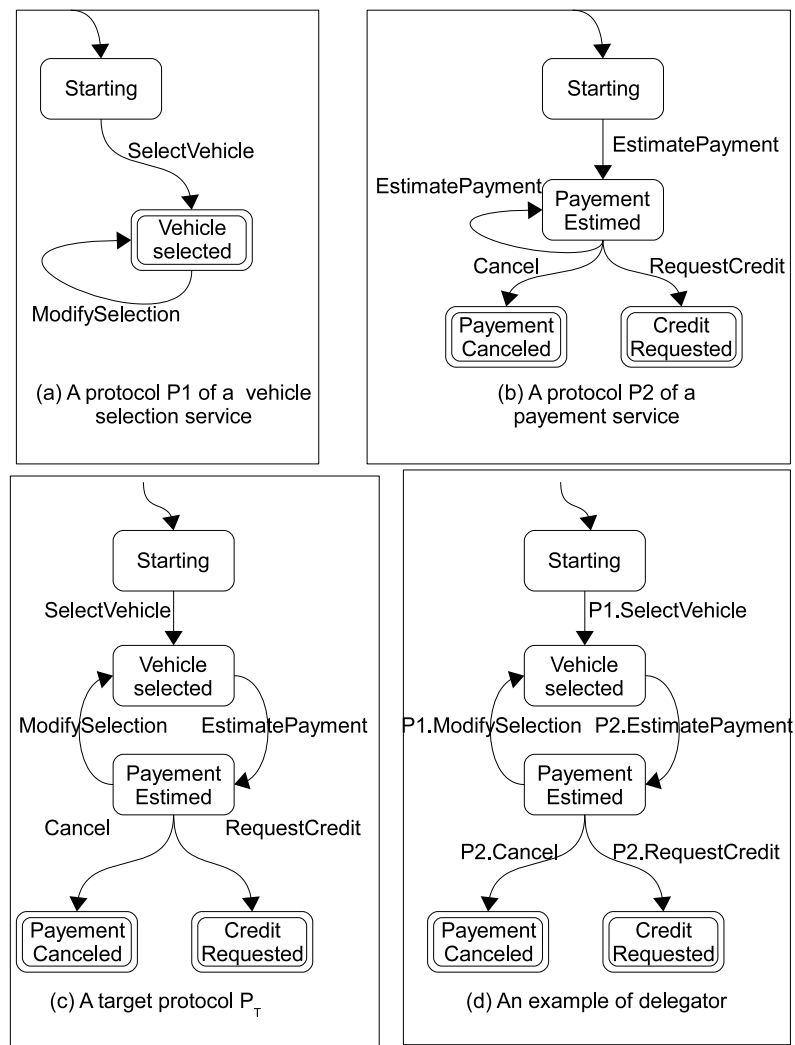 Starting
SelectVehicle
Vehicle
selected
ModifySelection
(a) A protocol P1 of a vehicle
selection service
Starting
EstimatePayment
EstimatePayment
Payement
Estimed
Cancel
RequestCredit
Payement
Canceled
Credit
Requested
(b) A protocol P2 of a
payement service
Starting
SelectVehicle
Vehicle
selected
ModifySelection
EstimatePayment
Payement
Estimed
Cancel
RequestCredit
Payement
Canceled
Credit
Requested
(c) A target protocol P_T
Starting
P1.SelectVehicle
Vehicle
selected
P1.ModifySelection
P2.EstimatePayment
Payement
Estimed
P2.Cancel
P2.RequestCredit
Payement
Canceled
Credit
Requested
(d) An example of delegator